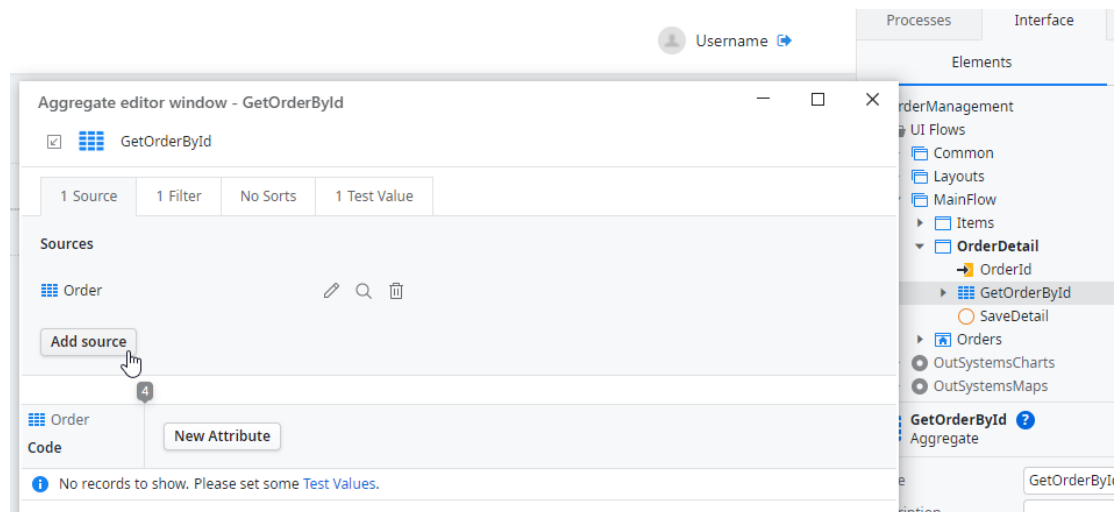 Processes Interface
Username
Elements
Aggregate editor window - GetOrderById
GetOrderById
1 Source 1 Filter No Sorts 1 Test Value
Sources
Order
Add source
4
Order
Code
New Attribute
No records to show. Please set some Test Values.
rderManagement
UI Flows
Common
Layouts
MainFlow
Items
OrderDetail
OrderId
GetOrderById
SaveDetail
Orders
OutSystemsCharts
OutSystemsMaps
GetOrderById ?
Aggregate
e GetOrderById